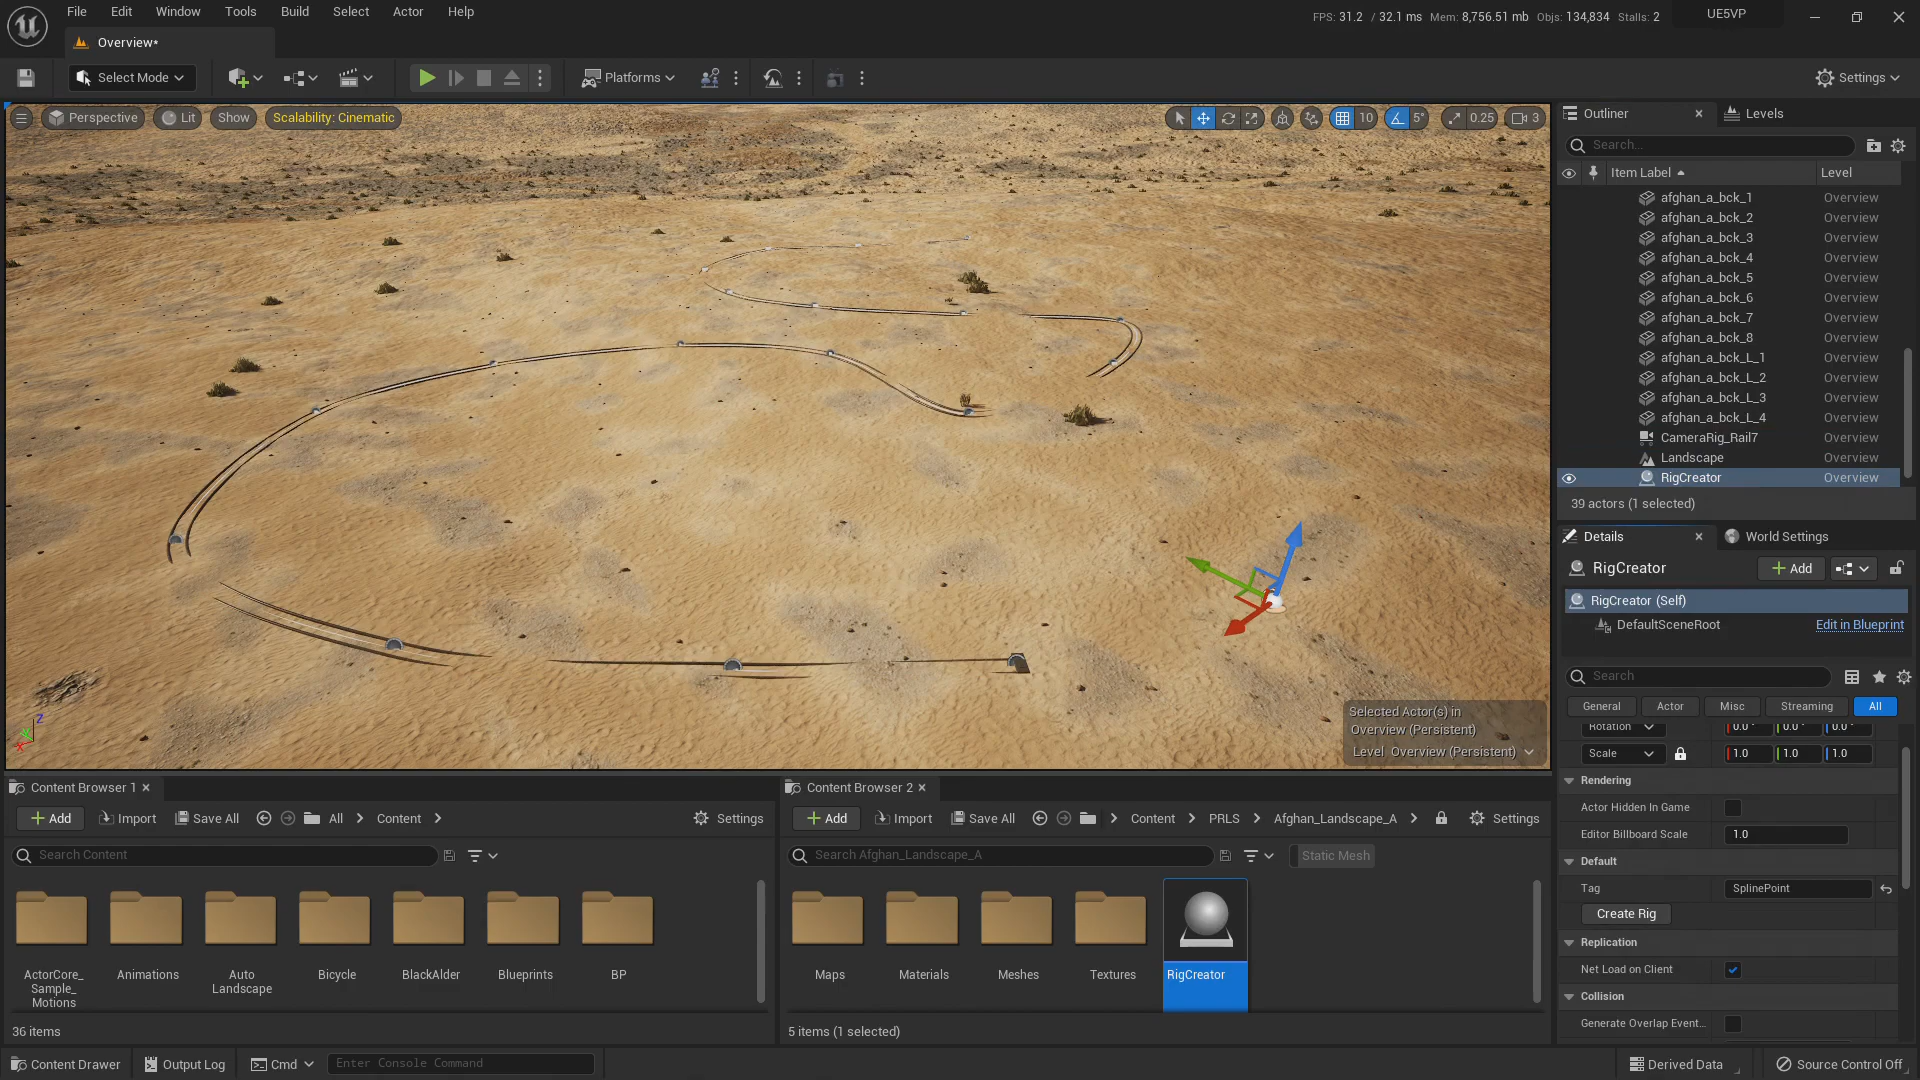 File Edit Window Tools Build Select Actor Help
FPS: 31.2 / 32.1 ms Mem: 8,756.51 mb Objs: 134,834 Stalls: 2
UE5VP
Overview*
Select Mode
Platforms
Settings
Perspective Lit Show Scalability: Cinematic
10 5° 0.25 3
Selected Actor(s) in
Overview (Persistent)
Level Overview (Persistent)
Z
X
Outliner Levels
Search...
Item Label Level
afghan_a_bck_1 Overview
afghan_a_bck_2 Overview
afghan_a_bck_3 Overview
afghan_a_bck_4 Overview
afghan_a_bck_5 Overview
afghan_a_bck_6 Overview
afghan_a_bck_7 Overview
afghan_a_bck_8 Overview
afghan_a_bck_L_1 Overview
afghan_a_bck_L_2 Overview
afghan_a_bck_L_3 Overview
afghan_a_bck_L_4 Overview
CameraRig_Rail7 Overview
Landscape Overview
RigCreator Overview
39 actors (1 selected)
Details World Settings
RigCreator Add
RigCreator (Self)
DefaultSceneRoot Edit in Blueprint
Search
General Actor Misc Streaming All
Rotation 0.0° 0.0° 0.0°
Scale 1.0 1.0 1.0
Rendering
Actor Hidden In Game
Editor Billboard Scale 1.0
Default
Tag SplinePoint
Create Rig
Replication
Net Load on Client
Collision
Generate Overlap Event...
Content Browser 1
Add Import Save All All Content Settings
Search Content
ActorCore_
Sample_
Motions
Animations
Auto
Landscape
Bicycle
BlackAlder
Blueprints
BP
36 items
Content Browser 2
Add Import Save All Content PRLS Afghan_Landscape_A Settings
Search Afghan_Landscape_A Static Mesh
Maps
Materials
Meshes
Textures
RigCreator
5 items (1 selected)
Content Drawer Output Log Cmd Enter Console Command
Derived Data Source Control Off